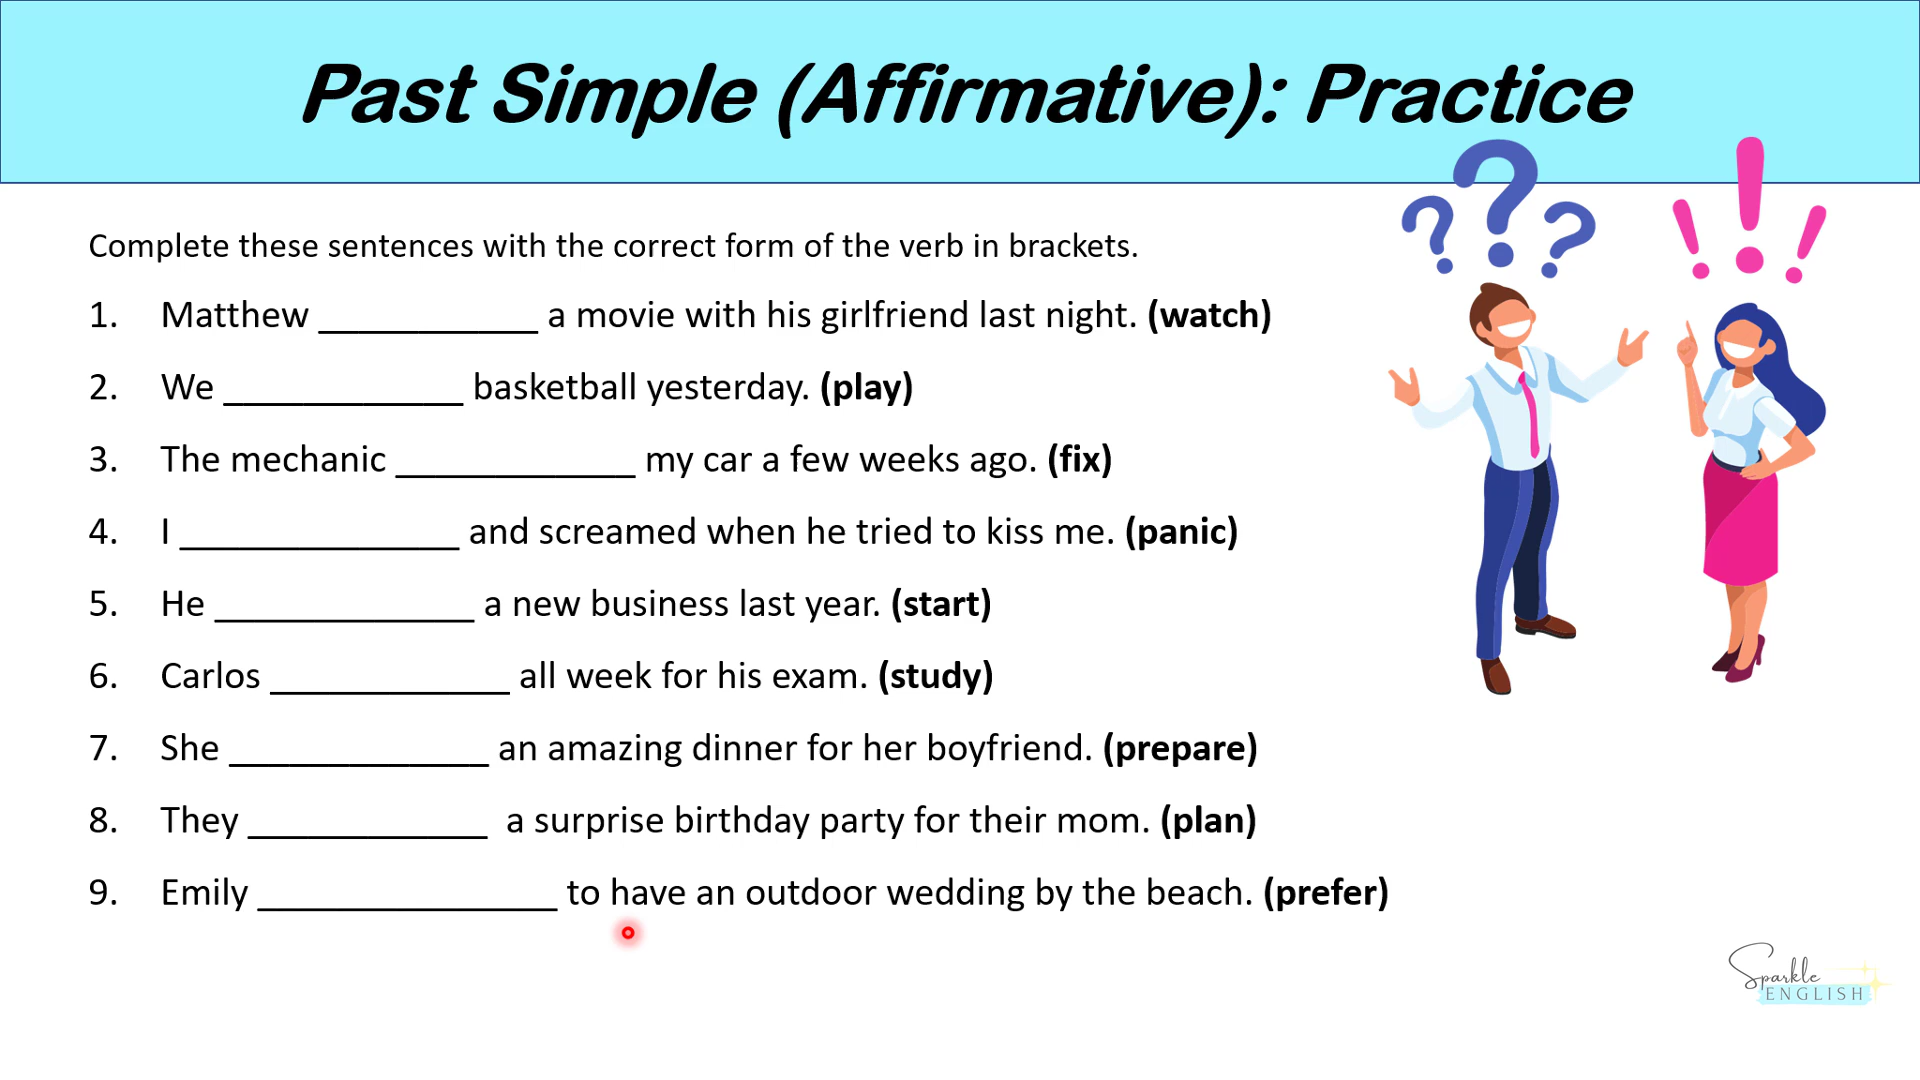 Past Simple (Affirmative): Practice
Complete these sentences with the correct form of the verb in brackets.
1. Matthew ___________ a movie with his girlfriend last night. (watch)
2. We ____________ basketball yesterday. (play)
3. The mechanic ____________ my car a few weeks ago. (fix)
4. I ______________ and screamed when he tried to kiss me. (panic)
5. He _____________ a new business last year. (start)
6. Carlos ____________ all week for his exam. (study)
7. She _____________ an amazing dinner for her boyfriend. (prepare)
8. They ____________ a surprise birthday party for their mom. (plan)
9. Emily _______________ to have an outdoor wedding by the beach. (prefer)
Sparkle
ENGLISH